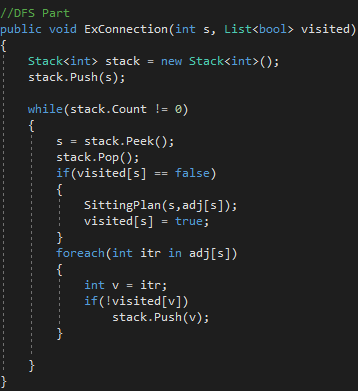 //DFS Part
public void ExConnection(int s, List<bool> visited)
{
    Stack<int> stack = new Stack<int>();
    stack.Push(s);

    while(stack.Count != 0)
    {
        s = stack.Peek();
        stack.Pop();
        if(visited[s] == false)
        {
            SittingPlan(s,adj[s]);
            visited[s] = true;
        }
        foreach(int itr in adj[s])
        {
            int v = itr;
            if(!visited[v])
                stack.Push(v);
        }

    }
}